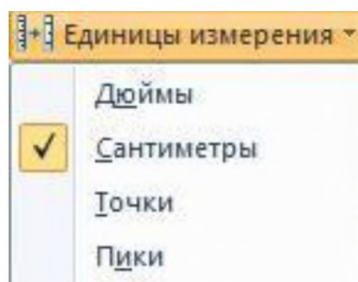 Единицы измерения
Дюймы
Сантиметры
Точки
Пики